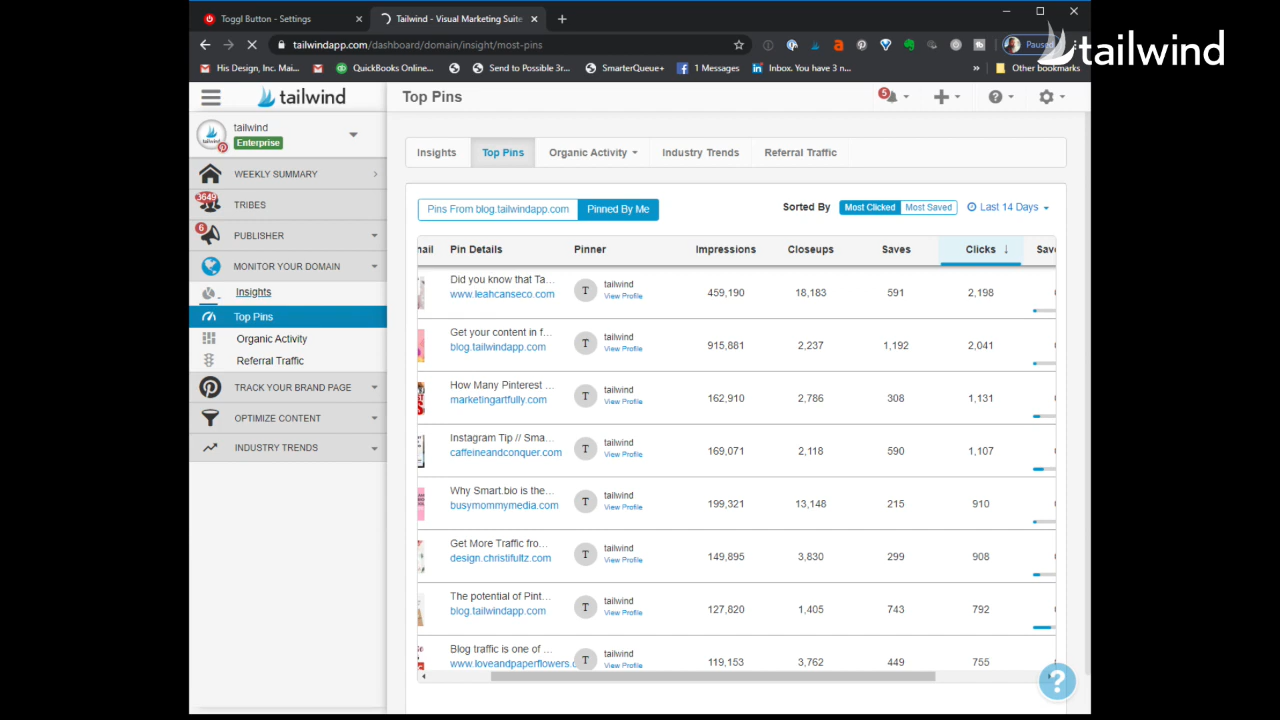 Toggl Button - Settings
Tailwind - Visual Marketing Suite
tailwindapp.com/dashboard/domain/insight/most-pins
Paused
tailwind
His Design, Inc. Mai...
QuickBooks Online...
Send to Possible 3r...
SmarterQueue+
1 Messages
Inbox. You have 3 n...
»
Other bookmarks
tailwind
Top Pins
5
tailwind
Enterprise
WEEKLY SUMMARY
3649
TRIBES
6
PUBLISHER
MONITOR YOUR DOMAIN
Insights
Top Pins
Organic Activity
Referral Traffic
TRACK YOUR BRAND PAGE
OPTIMIZE CONTENT
INDUSTRY TRENDS
Insights Top Pins Organic Activity Industry Trends Referral Traffic
Pins From blog.tailwindapp.com Pinned By Me Sorted By Most Clicked Most Saved Last 14 Days
nail Pin Details Pinner Impressions Closeups Saves Clicks ↓ Save
Did you know that Ta... tailwind
www.leahcanseco.com T View Profile 459,190 18,183 591 2,198
Get your content in f... tailwind
blog.tailwindapp.com T View Profile 915,881 2,237 1,192 2,041
How Many Pinterest ... tailwind
marketingartfully.com T View Profile 162,910 2,786 308 1,131
Instagram Tip // Sma... tailwind
caffeineandconquer.com T View Profile 169,071 2,118 590 1,107
Why Smart.bio is the... tailwind
busymommymedia.com T View Profile 199,321 13,148 215 910
Get More Traffic fro... tailwind
design.christifultz.com T View Profile 149,895 3,830 299 908
The potential of Pint... tailwind
blog.tailwindapp.com T View Profile 127,820 1,405 743 792
Blog traffic is one of ... tailwind
www.loveandpaperflowers.c T View Profile 119,153 3,762 449 755
?